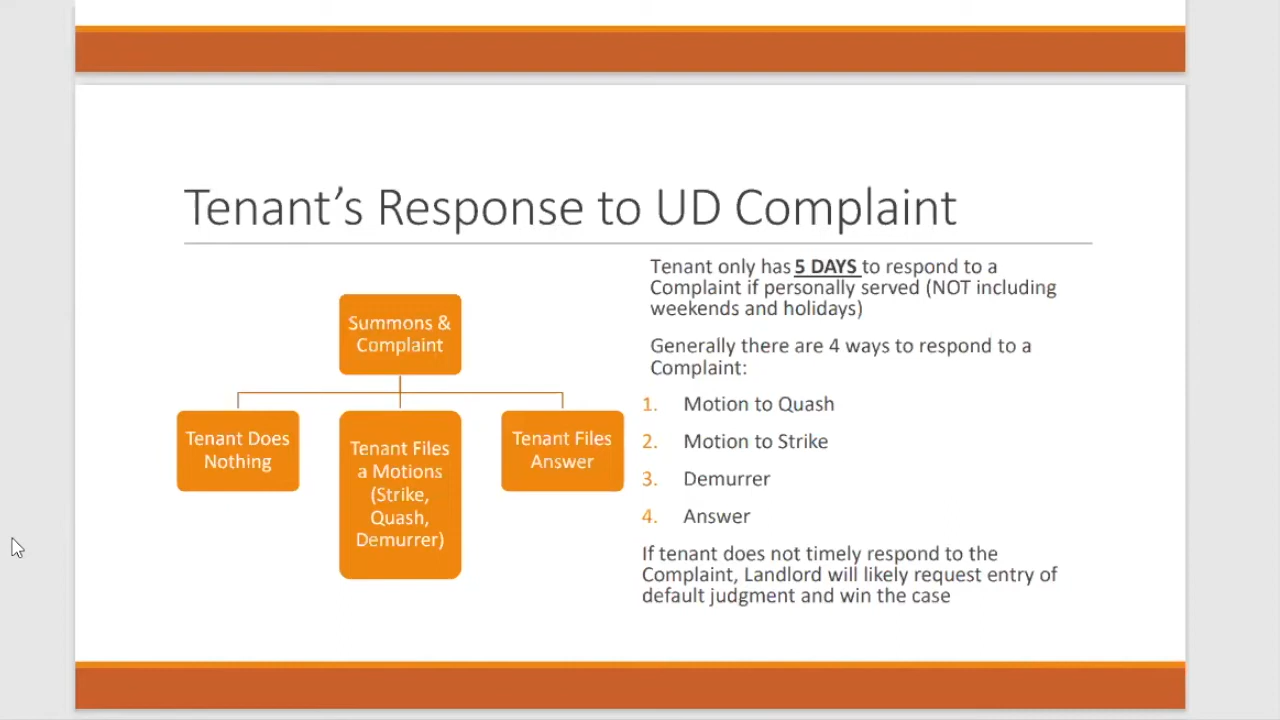 Tenant’s Response to UD Complaint
Summons &
Complaint
Tenant Does
Nothing
Tenant Files
a Motions
(Strike,
Quash,
Demurrer)
Tenant Files
Answer
Tenant only has 5 DAYS to respond to a
Complaint if personally served (NOT including
weekends and holidays)
Generally there are 4 ways to respond to a
Complaint:
1. Motion to Quash
2. Motion to Strike
3. Demurrer
4. Answer
If tenant does not timely respond to the
Complaint, Landlord will likely request entry of
default judgment and win the case